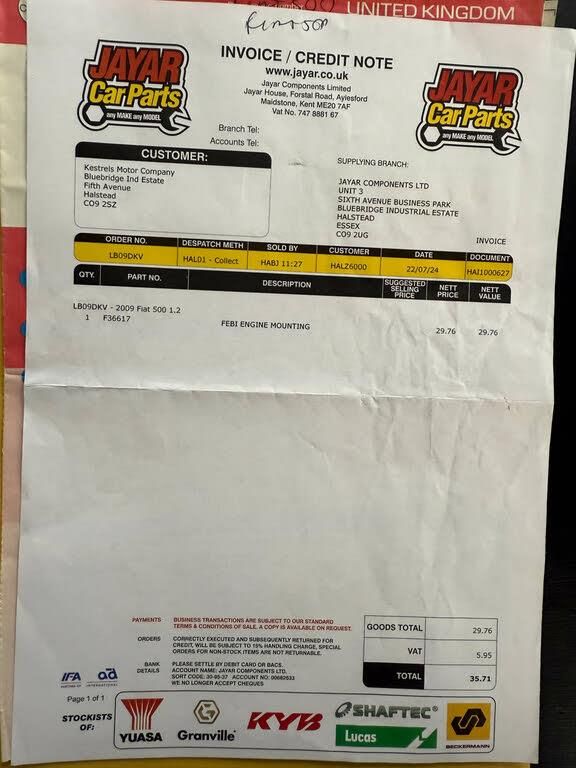 UNITED KINGDOM
INVOICE / CREDIT NOTE
www.jayar.co.uk
Jayar Components Limited
Jayar House, Forstal Road, Aylesford
Maidstone, Kent ME20 7AF
Vat No. 747 8881 67
JAYAR
Car Parts
any MAKE any MODEL
JAYAR
Car Parts
any MAKE any MODEL
Branch Tel:
Accounts Tel:
CUSTOMER:
Kestrels Motor Company
Bluebridge Ind Estate
Fifth Avenue
Halstead
CO9 2SZ
SUPPLYING BRANCH:
JAYAR COMPONENTS LTD
UNIT 3
SIXTH AVENUE BUSINESS PARK
BLUEBRIDGE INDUSTRIAL ESTATE
HALSTEAD
ESSEX
CO9 2UG
INVOICE
ORDER NO. DESPATCH METH SOLD BY CUSTOMER DATE DOCUMENT
LB09DKV HAL01 - Collect HABJ 11:27 HALZ6000 22/07/24 HAI1000627
QTY. PART NO. DESCRIPTION SUGGESTED SELLING PRICE NETT PRICE NETT VALUE
LB09DKV - 2009 Fiat 500 1.2
1 F36617 FEBI ENGINE MOUNTING 29.76 29.76
PAYMENTS BUSINESS TRANSACTIONS ARE SUBJECT TO OUR STANDARD
TERMS & CONDITIONS OF SALE. A COPY IS AVAILABLE ON REQUEST.
ORDERS CORRECTLY EXECUTED AND SUBSEQUENTLY RETURNED FOR
CREDIT, WILL BE SUBJECT TO 15% HANDLING CHARGE, SPECIAL
ORDERS FOR NON-STOCK ITEMS ARE NOT RETURNABLE.
BANK DETAILS PLEASE SETTLE BY DEBIT CARD OR BACS.
ACCOUNT NAME: JAYAR COMPONENTS LTD.
SORT CODE: 30-95-37 ACCOUNT NO: 00682633
WE NO LONGER ACCEPT CHEQUES
GOODS TOTAL 29.76
VAT 5.95
TOTAL 35.71
IFA
ad
INTERNATIONAL
Page 1 of 1
STOCKISTS
OF:
YUASA
Granville
KYB
SHAFTEC
Lucas
BECKERMANN